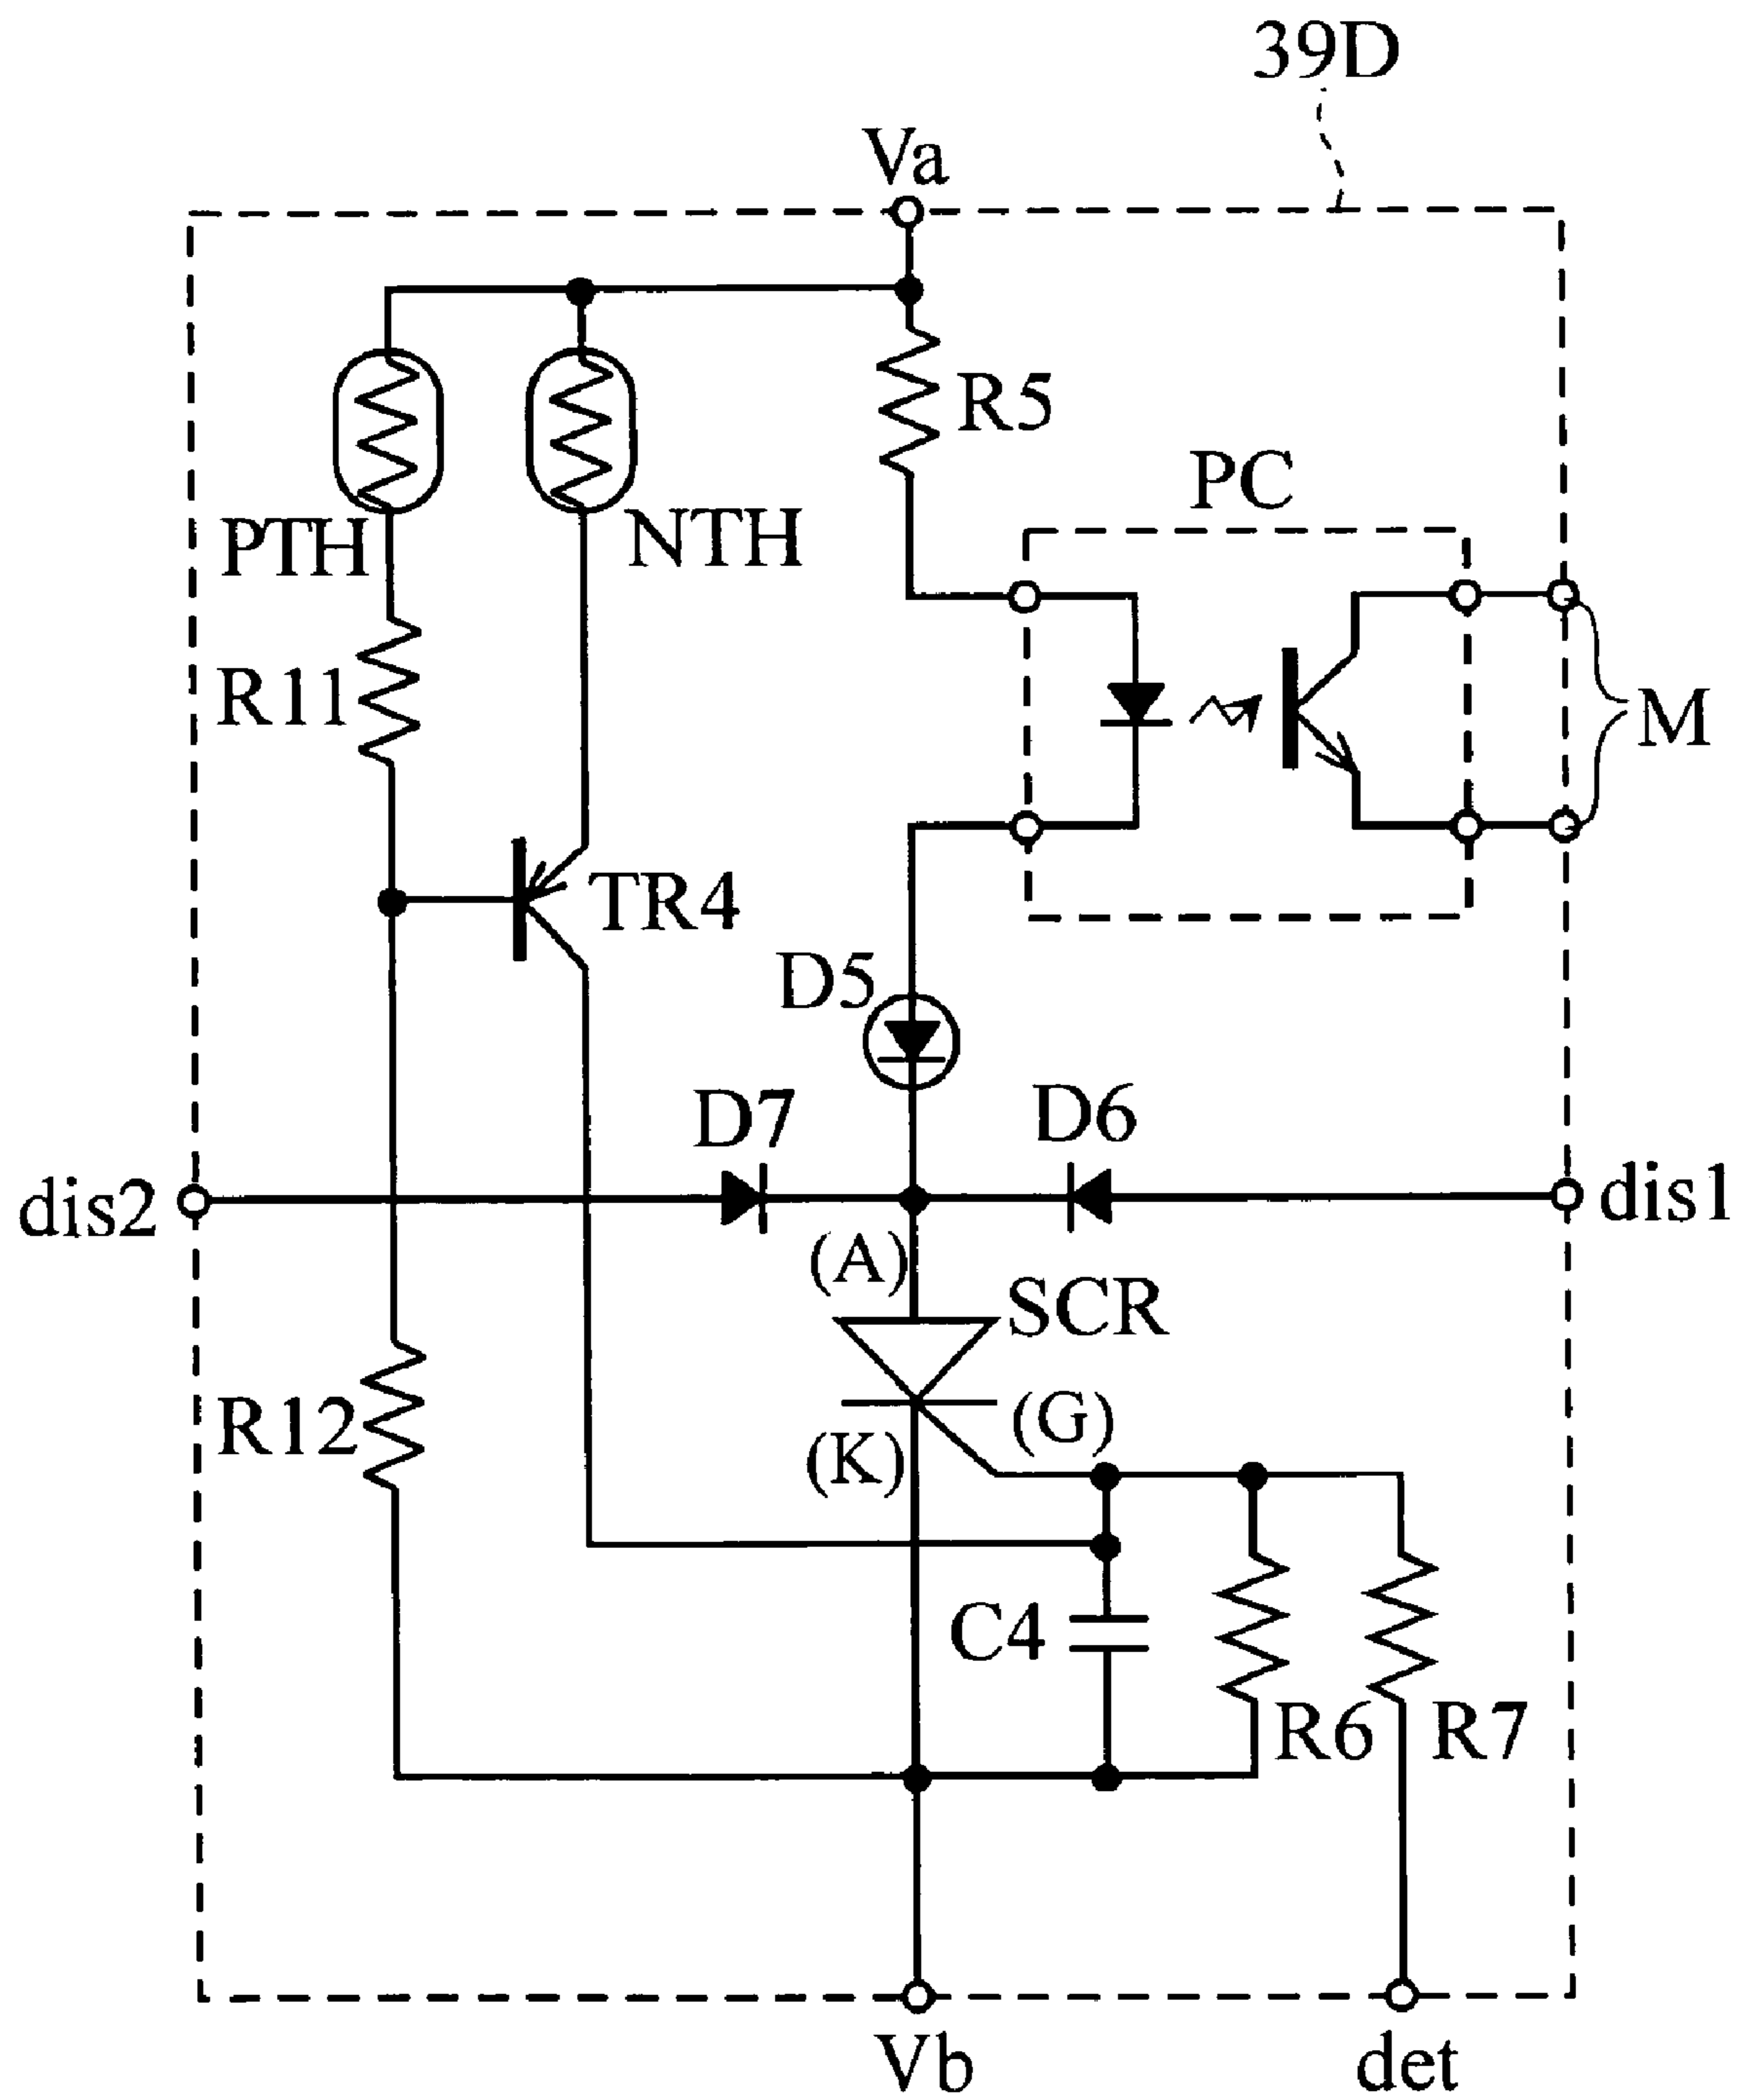 39D
Va
R5
PC
PTH
NTH
R11
M
TR4
D5
D7
D6
dis2
dis1
(A)
SCR
R12
(G)
(K)
C4
R6
R7
Vb
det